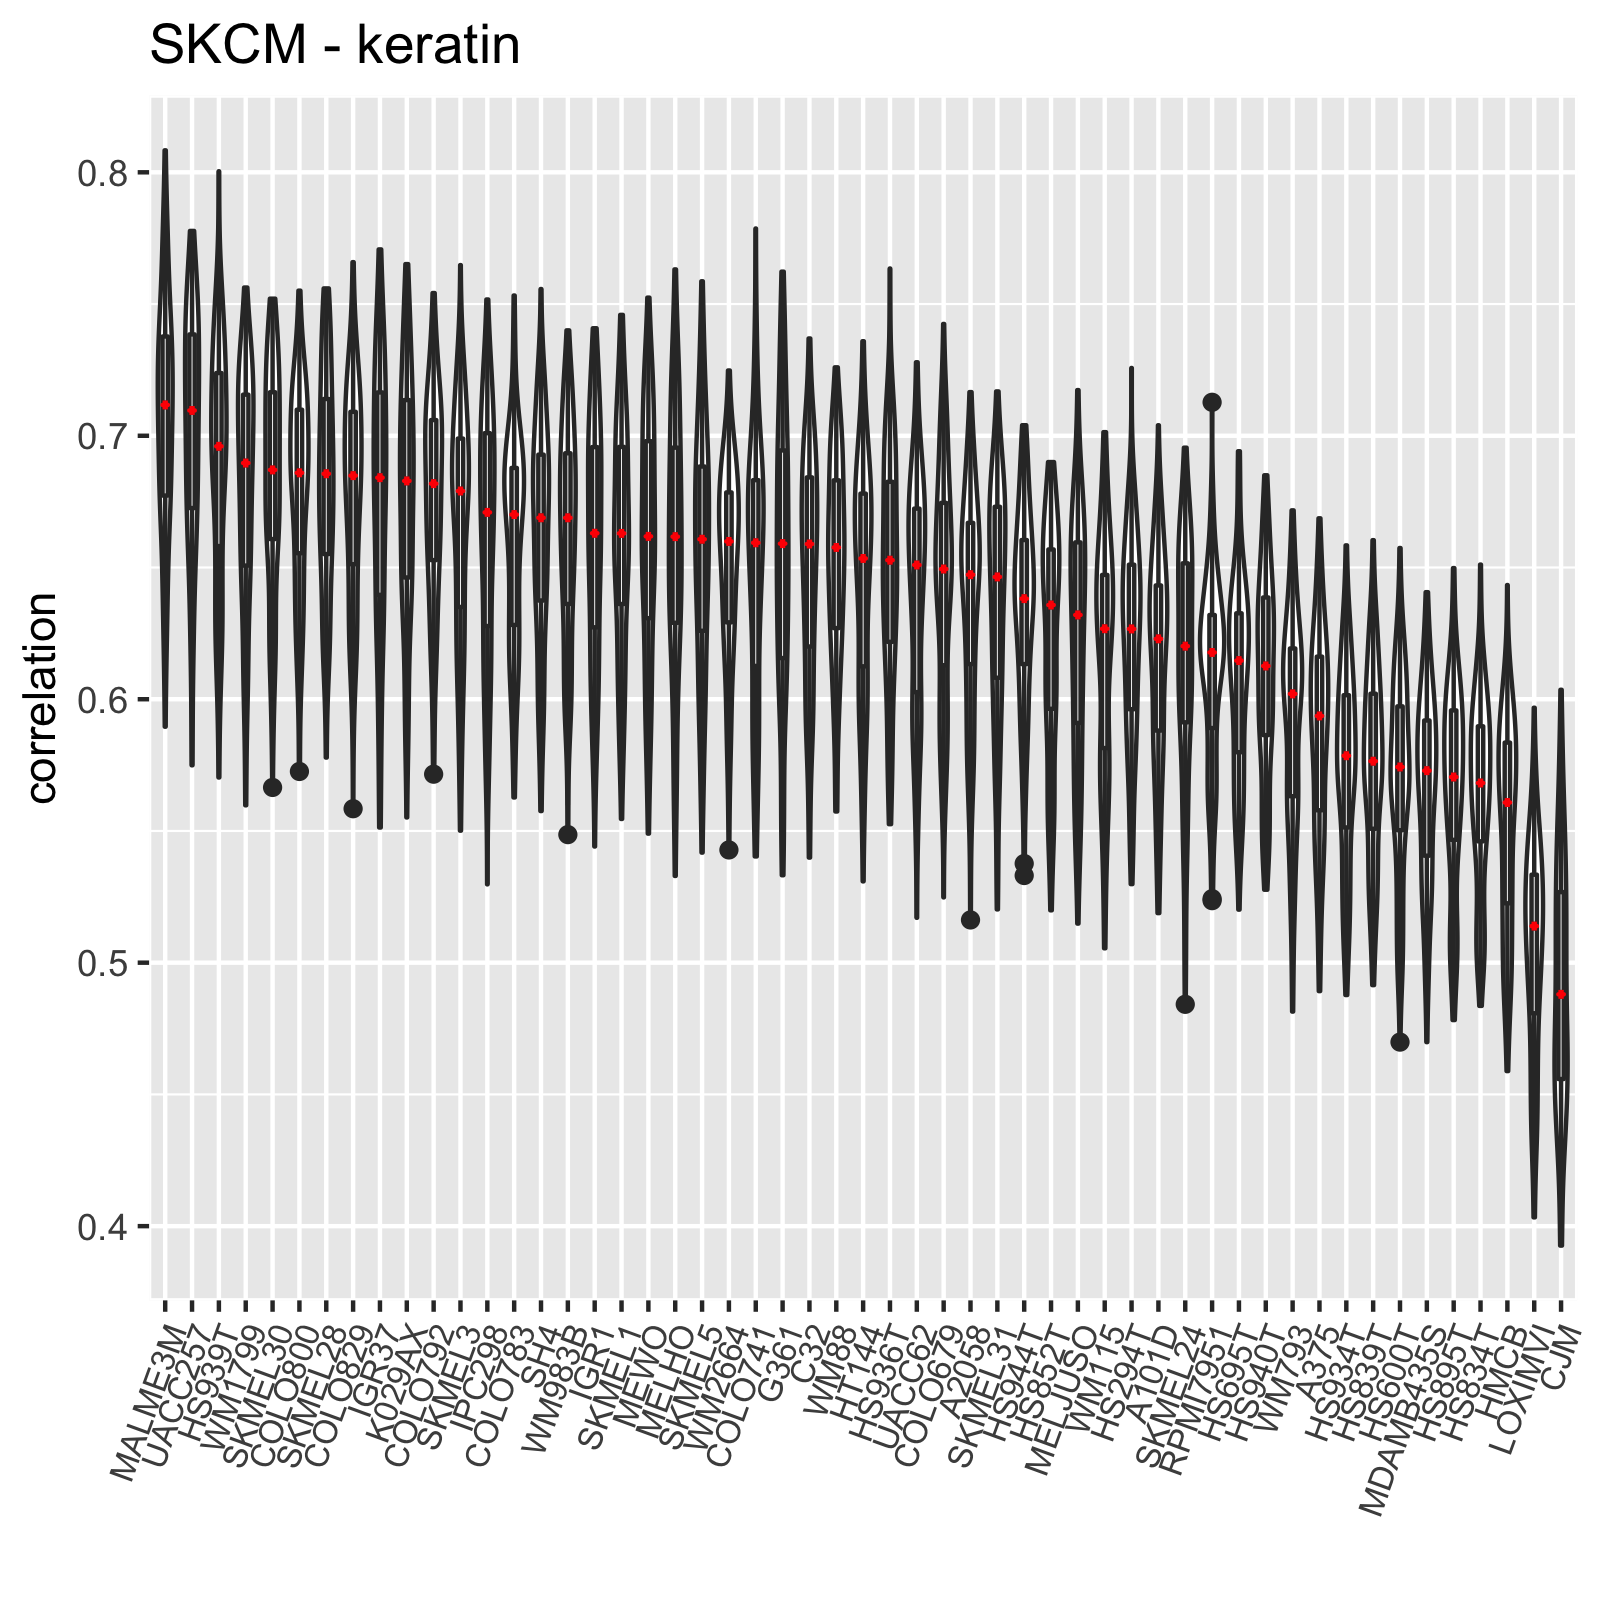 SKCM - keratin
correlation
0.8
0.7
0.6
0.5
0.4
MALME3M
UACC257
HS939T
WM1799
SKMEL30
COLO800
SKMEL28
COLO829
IGR37
K029AX
COLO792
SKMEL3
IPC298
COLO783
SH4
WM983B
IGR1
SKMEL1
MEWO
MELHO
SKMEL5
WM2664
COLO741
G361
C32
WM88
HT144
HS936T
UACC62
COLO679
A2058
SKMEL31
HS944T
HS852T
MELJUSO
WM115
HS294T
A101D
SKMEL24
RPMI7951
HS695T
HS940T
WM793
A375
HS934T
HS839T
HS600T
MDAMB435S
HS895T
HS834T
HMCB
LOXIMVI
CJM